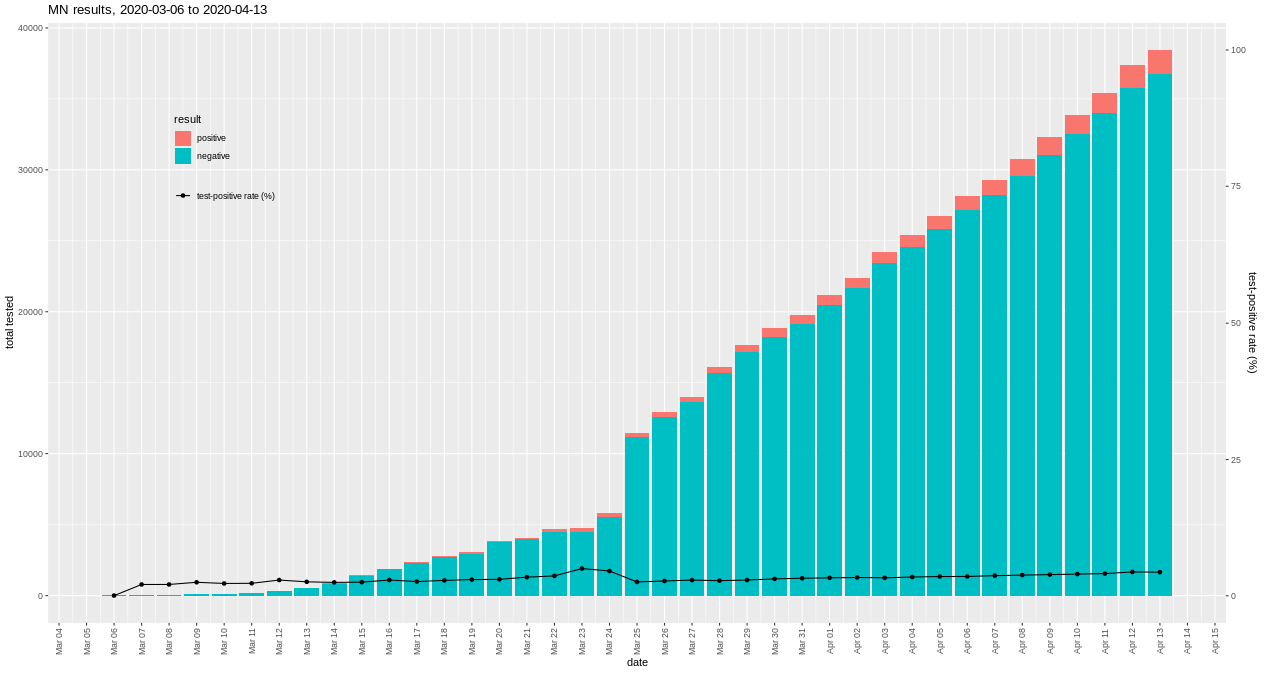 MN results, 2020-03-06 to 2020-04-13
40000
30000
20000
10000
0
total tested
result
positive
negative
test-positive rate (%)
100
75
50
25
0
test-positive rate (%)
Mar 04
Mar 05
Mar 06
Mar 07
Mar 08
Mar 09
Mar 10
Mar 11
Mar 12
Mar 13
Mar 14
Mar 15
Mar 16
Mar 17
Mar 18
Mar 19
Mar 20
Mar 21
Mar 22
Mar 23
Mar 24
Mar 25
Mar 26
Mar 27
Mar 28
Mar 29
Mar 30
Mar 31
Apr 01
Apr 02
Apr 03
Apr 04
Apr 05
Apr 06
Apr 07
Apr 08
Apr 09
Apr 10
Apr 11
Apr 12
Apr 13
Apr 14
Apr 15
date